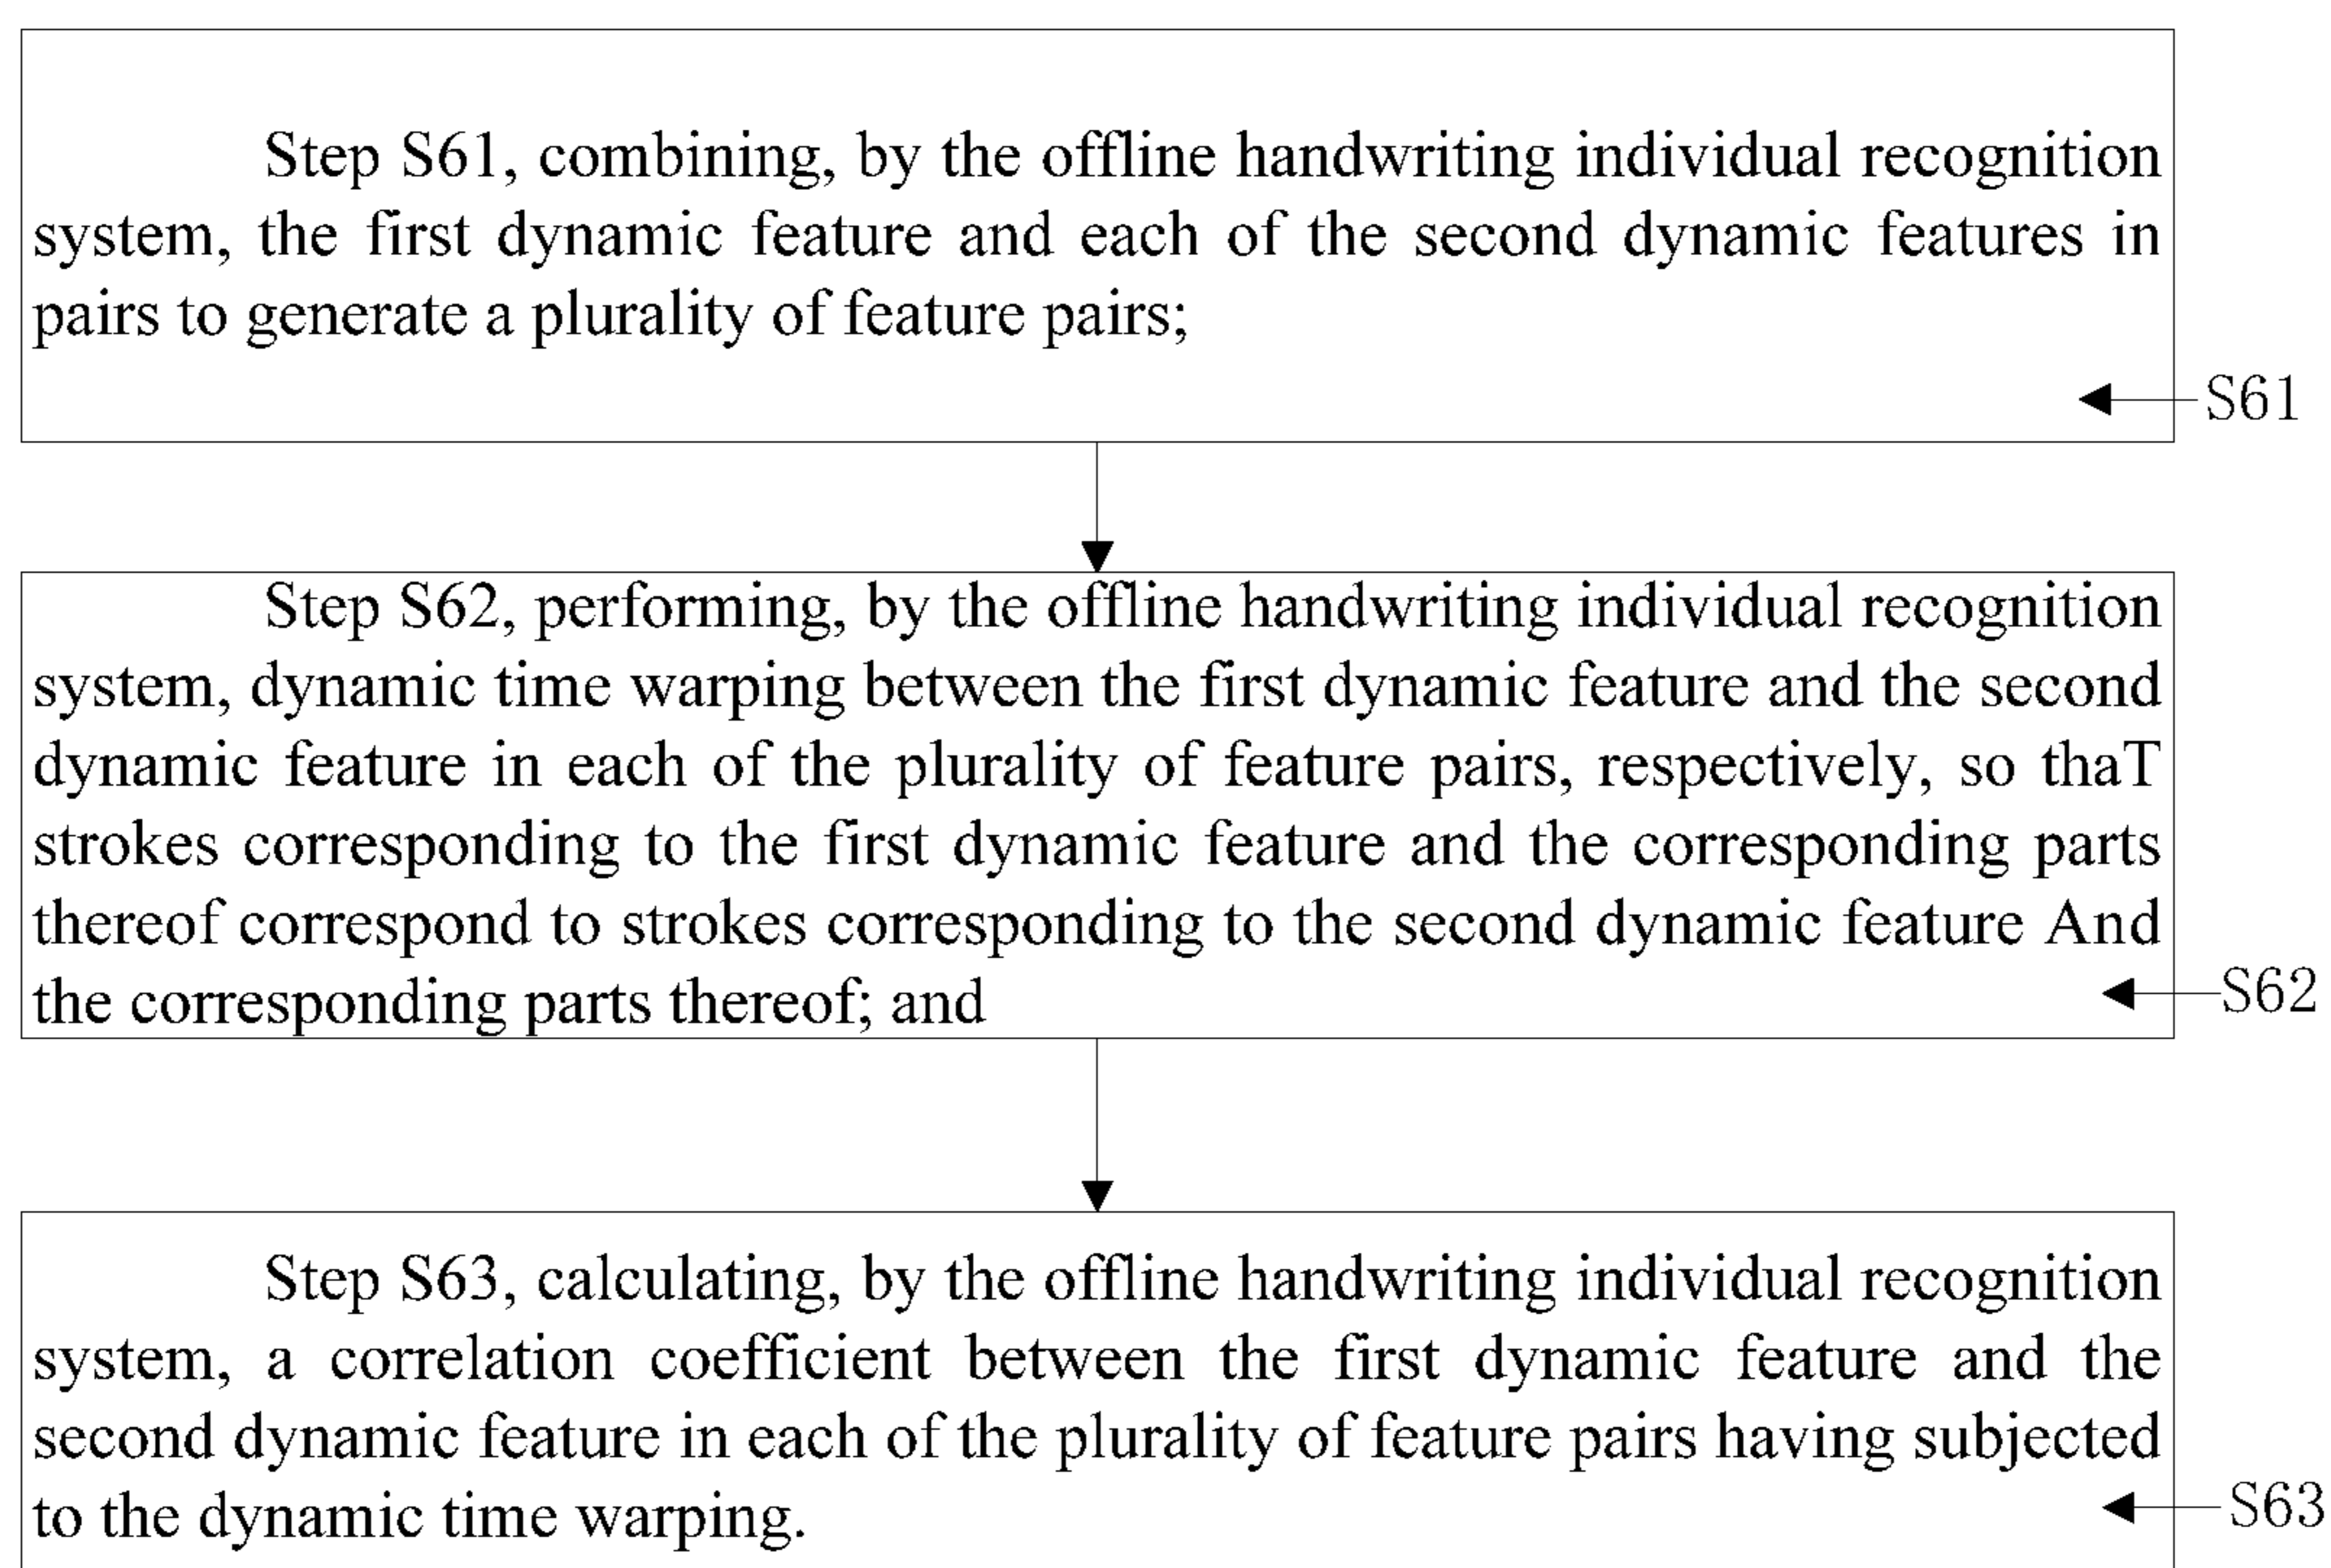 Step S61, combining, by the offline handwriting individual recognition
system, the first dynamic feature and each of the second dynamic features in
pairs to generate a plurality of feature pairs;
S61
Step S62, performing, by the offline handwriting individual recognition
system, dynamic time warping between the first dynamic feature and the second
dynamic feature in each of the plurality of feature pairs, respectively, so thaT
strokes corresponding to the first dynamic feature and the corresponding parts
thereof correspond to strokes corresponding to the second dynamic feature And
the corresponding parts thereof; and
S62
Step S63, calculating, by the offline handwriting individual recognition
system, a correlation coefficient between the first dynamic feature and the
second dynamic feature in each of the plurality of feature pairs having subjected
to the dynamic time warping.
S63